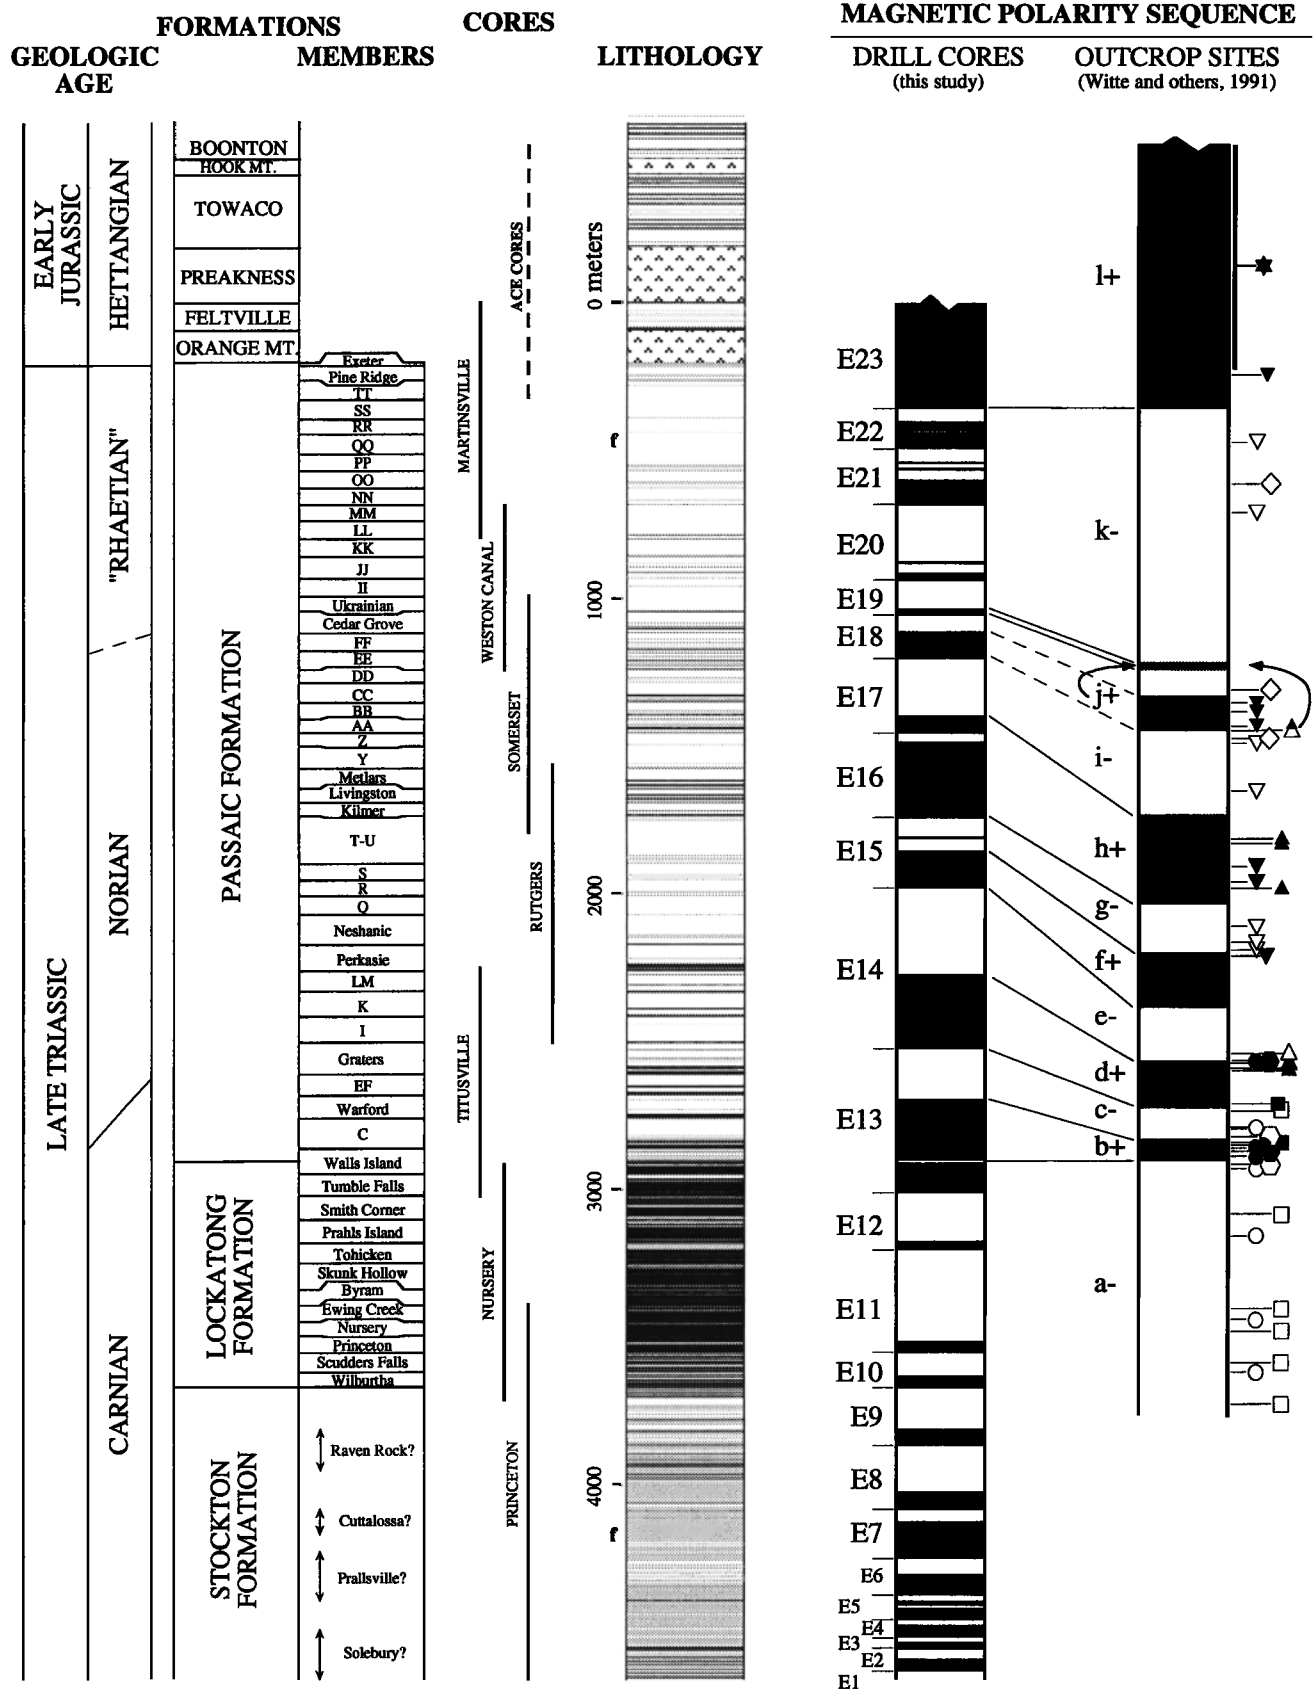 FORMATIONS
CORES
MAGNETIC POLARITY SEQUENCE
GEOLOGIC
AGE
MEMBERS
LITHOLOGY
DRILL CORES
(this study)
OUTCROP SITES
(Witte and others, 1991)
EARLY
JURASSIC
LATE TRIASSIC
HETTANGIAN
"RHAETIAN"
NORIAN
CARNIAN
BOONTON
HOOK MT.
TOWACO
PREAKNESS
FELTVILLE
ORANGE MT.
PASSAIC FORMATION
LOCKATONG
FORMATION
STOCKTON
FORMATION
Exeter
Pine Ridge
TT
SS
RR
QQ
PP
OO
NN
MM
LL
KK
JJ
II
Ukrainian
Cedar Grove
FF
EE
DD
CC
BB
AA
Z
Y
Metlars
Livingston
Kilmer
T-U
S
R
Q
Neshanic
Perkasie
LM
K
I
Graters
EF
Warford
C
Walls Island
Tumble Falls
Smith Corner
Prahls Island
Tohicken
Skunk Hollow
Byram
Ewing Creek
Nursery
Princeton
Scudders Falls
Wilburtha
Raven Rock?
Cuttalossa?
Prallsville?
Solebury?
ACE CORES
MARTINSVILLE
WESTON CANAL
SOMERSET
RUTGERS
TITUSVILLE
NURSERY
PRINCETON
0 meters
f
1000
2000
3000
4000
f
E23
E22
E21
E20
E19
E18
E17
E16
E15
E14
E13
E12
E11
E10
E9
E8
E7
E6
E5
E4
E3
E2
E1
l+
k-
j+
i-
h+
g-
f+
e-
d+
c-
b+
a-